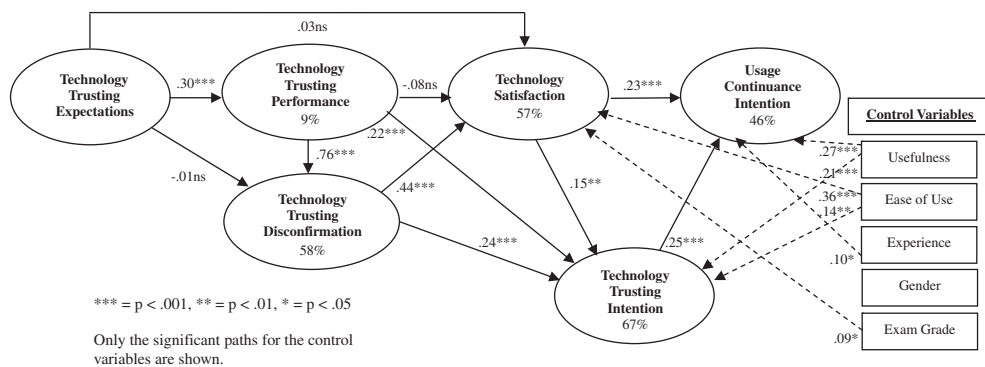 .03ns
Technology
Trusting
Expectations
.30***
Technology
Trusting
Performance
9%
-.08ns
Technology
Satisfaction
57%
.23***
Usage
Continuance
Intention
46%
Control Variables
Usefulness
Ease of Use
Experience
Gender
Exam Grade
.22***
.76***
-.01ns
.44***
.15**
.27***
.21***
.36***
.14**
Technology
Trusting
Disconfirmation
58%
.24***
.25***
.10*
Technology
Trusting
Intention
67%
.09*
*** = p < .001, ** = p < .01, * = p < .05
Only the significant paths for the control
variables are shown.